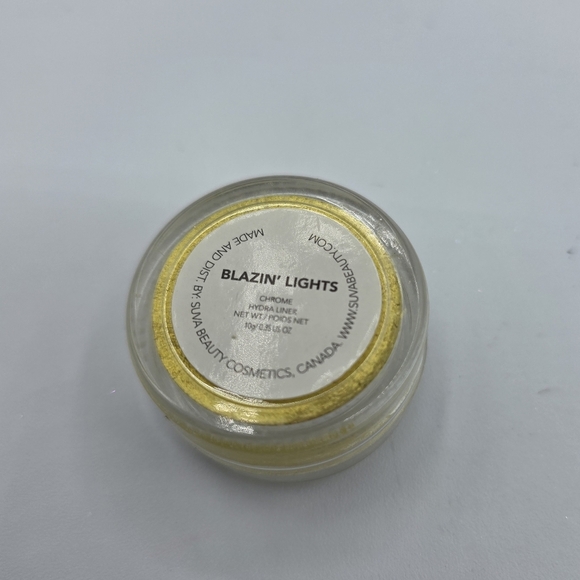 BLAZIN' LIGHTS
CHROME
HYDRA LINER
NET WT./ POIDS NET
10g/ 0.35 US OZ
MADE AND DIST. BY: SUVA BEAUTY COSMETICS, CANADA. WWW.SUVABEAUTY.COM